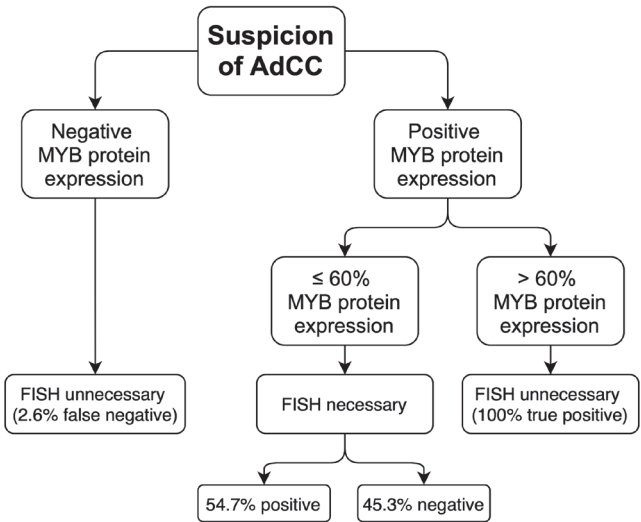 Suspicion
of AdCC
Negative
MYB protein
expression
Positive
MYB protein
expression
≤ 60%
MYB protein
expression
> 60%
MYB protein
expression
FISH unnecessary
(2.6% false negative)
FISH necessary
FISH unnecessary
(100% true positive)
54.7% positive
45.3% negative